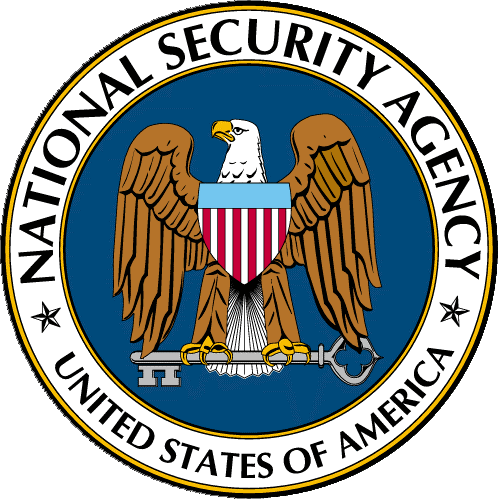 NATIONAL SECURITY AGENCY
UNITED STATES OF AMERICA